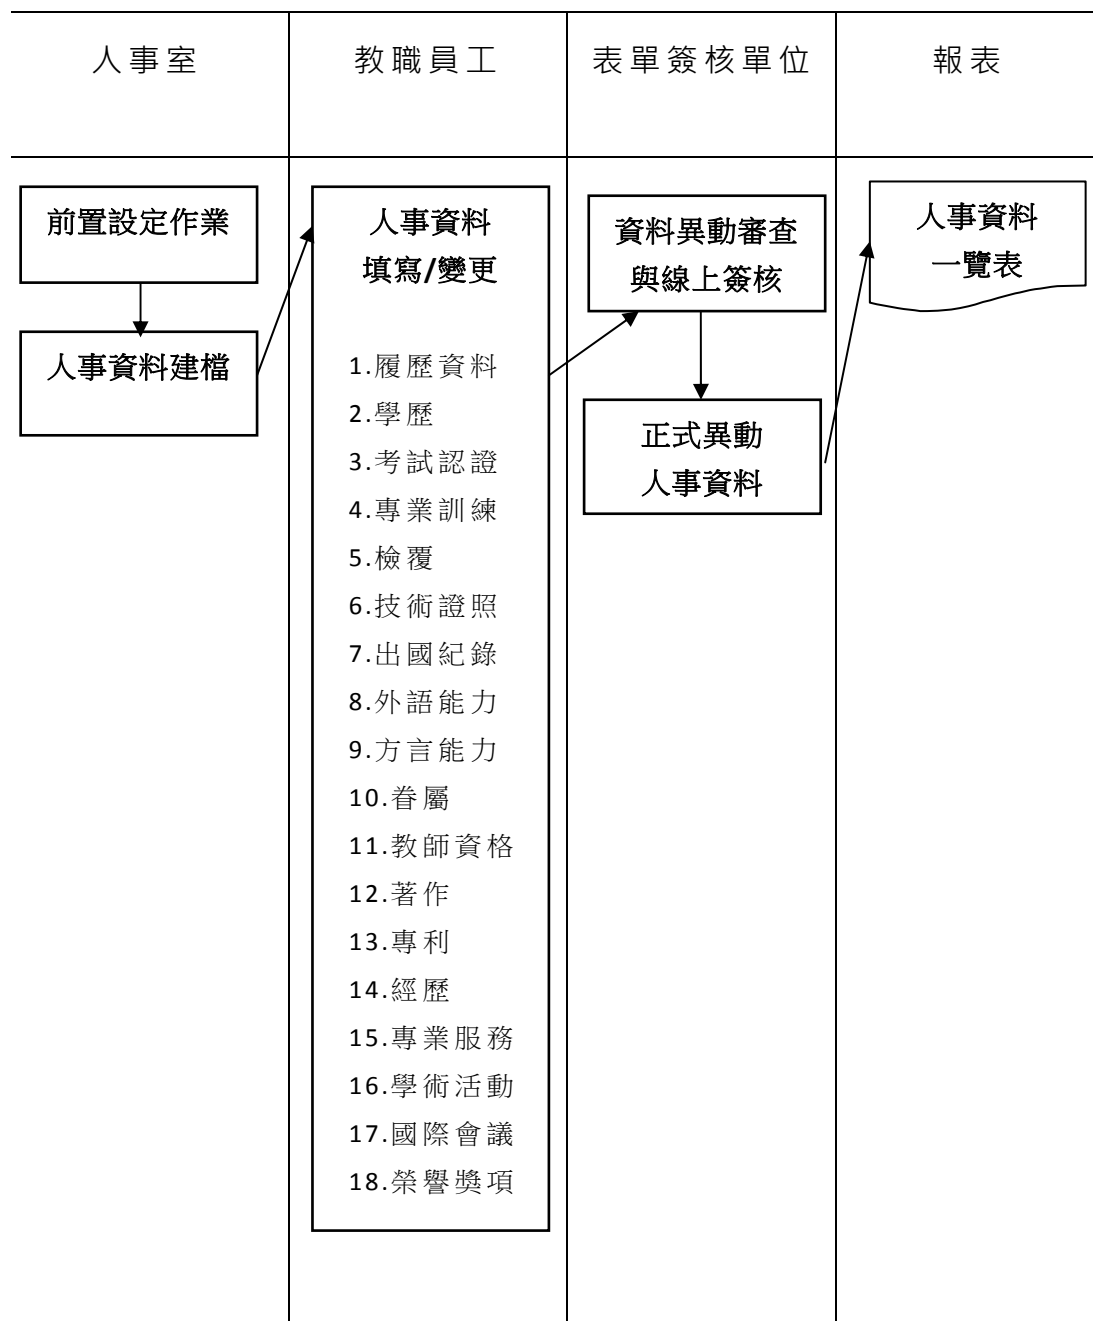 人事室
教職員工
表單簽核單位
報表
前置設定作業
人事資料建檔
人事資料
填寫/變更
1.履歷資料
2.學歷
3.考試認證
4.專業訓練
5.檢覆
6.技術證照
7.出國紀錄
8.外語能力
9.方言能力
10.眷屬
11.教師資格
12.著作
13.專利
14.經歷
15.專業服務
16.學術活動
17.國際會議
18.榮譽獎項
資料異動審查
與線上簽核
正式異動
人事資料
人事資料
一覽表